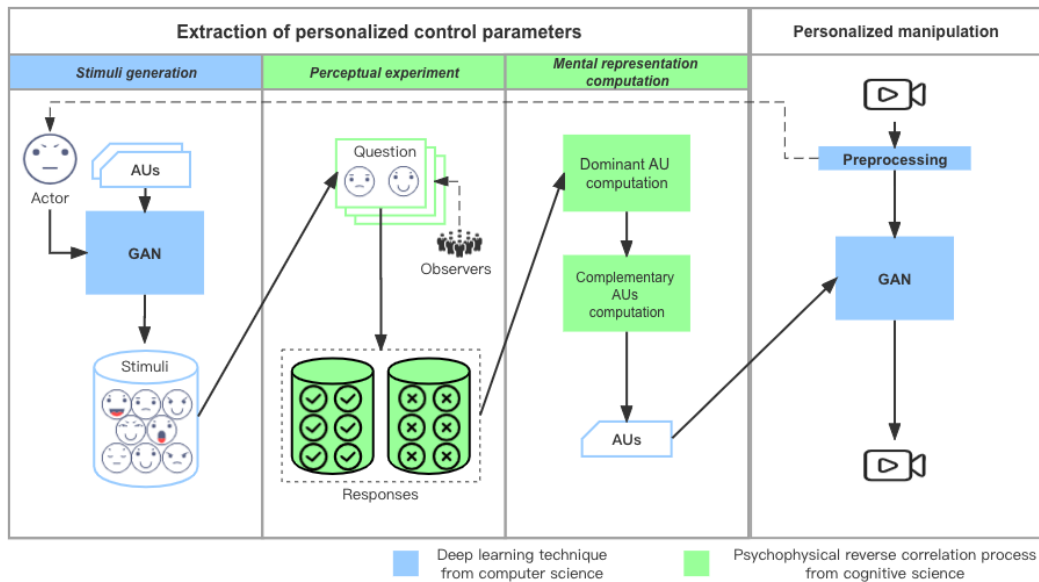 Extraction of personalized control parameters
Personalized manipulation
Stimuli generation
Perceptual experiment
Mental representation
computation
Actor
AUs
GAN
Stimuli
Question
Observers
Responses
Dominant AU
computation
Complementary
AUs
computation
AUs
Preprocessing
GAN
Deep learning technique
from computer science
Psychophysical reverse correlation process
from cognitive science